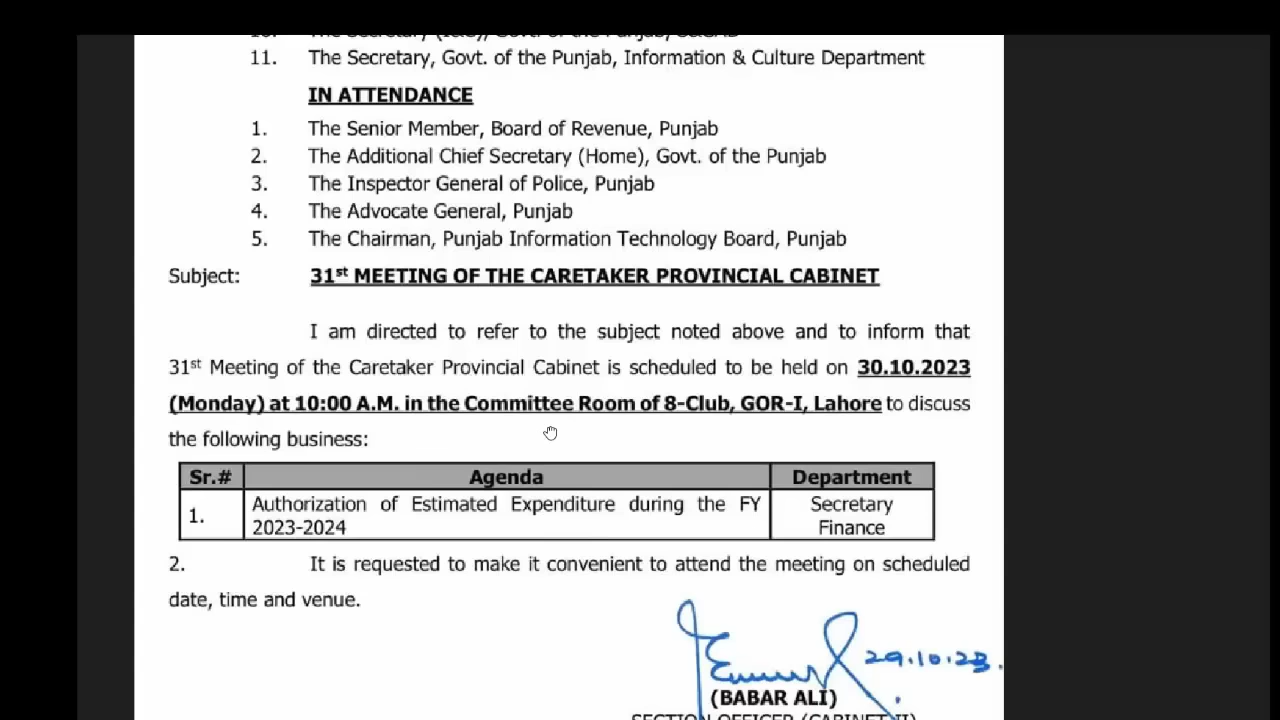 11. The Secretary, Govt. of the Punjab, Information & Culture Department
IN ATTENDANCE
1. The Senior Member, Board of Revenue, Punjab
2. The Additional Chief Secretary (Home), Govt. of the Punjab
3. The Inspector General of Police, Punjab
4. The Advocate General, Punjab
5. The Chairman, Punjab Information Technology Board, Punjab
Subject: 31st MEETING OF THE CARETAKER PROVINCIAL CABINET
I am directed to refer to the subject noted above and to inform that
31st Meeting of the Caretaker Provincial Cabinet is scheduled to be held on 30.10.2023
(Monday) at 10:00 A.M. in the Committee Room of 8-Club, GOR-I, Lahore to discuss
the following business:
Sr.# Agenda Department
1. Authorization of Estimated Expenditure during the FY 2023-2024 Secretary Finance
2. It is requested to make it convenient to attend the meeting on scheduled
date, time and venue.
29.10.23.
(BABAR ALI)
SECTION OFFICER (CABINET-II)